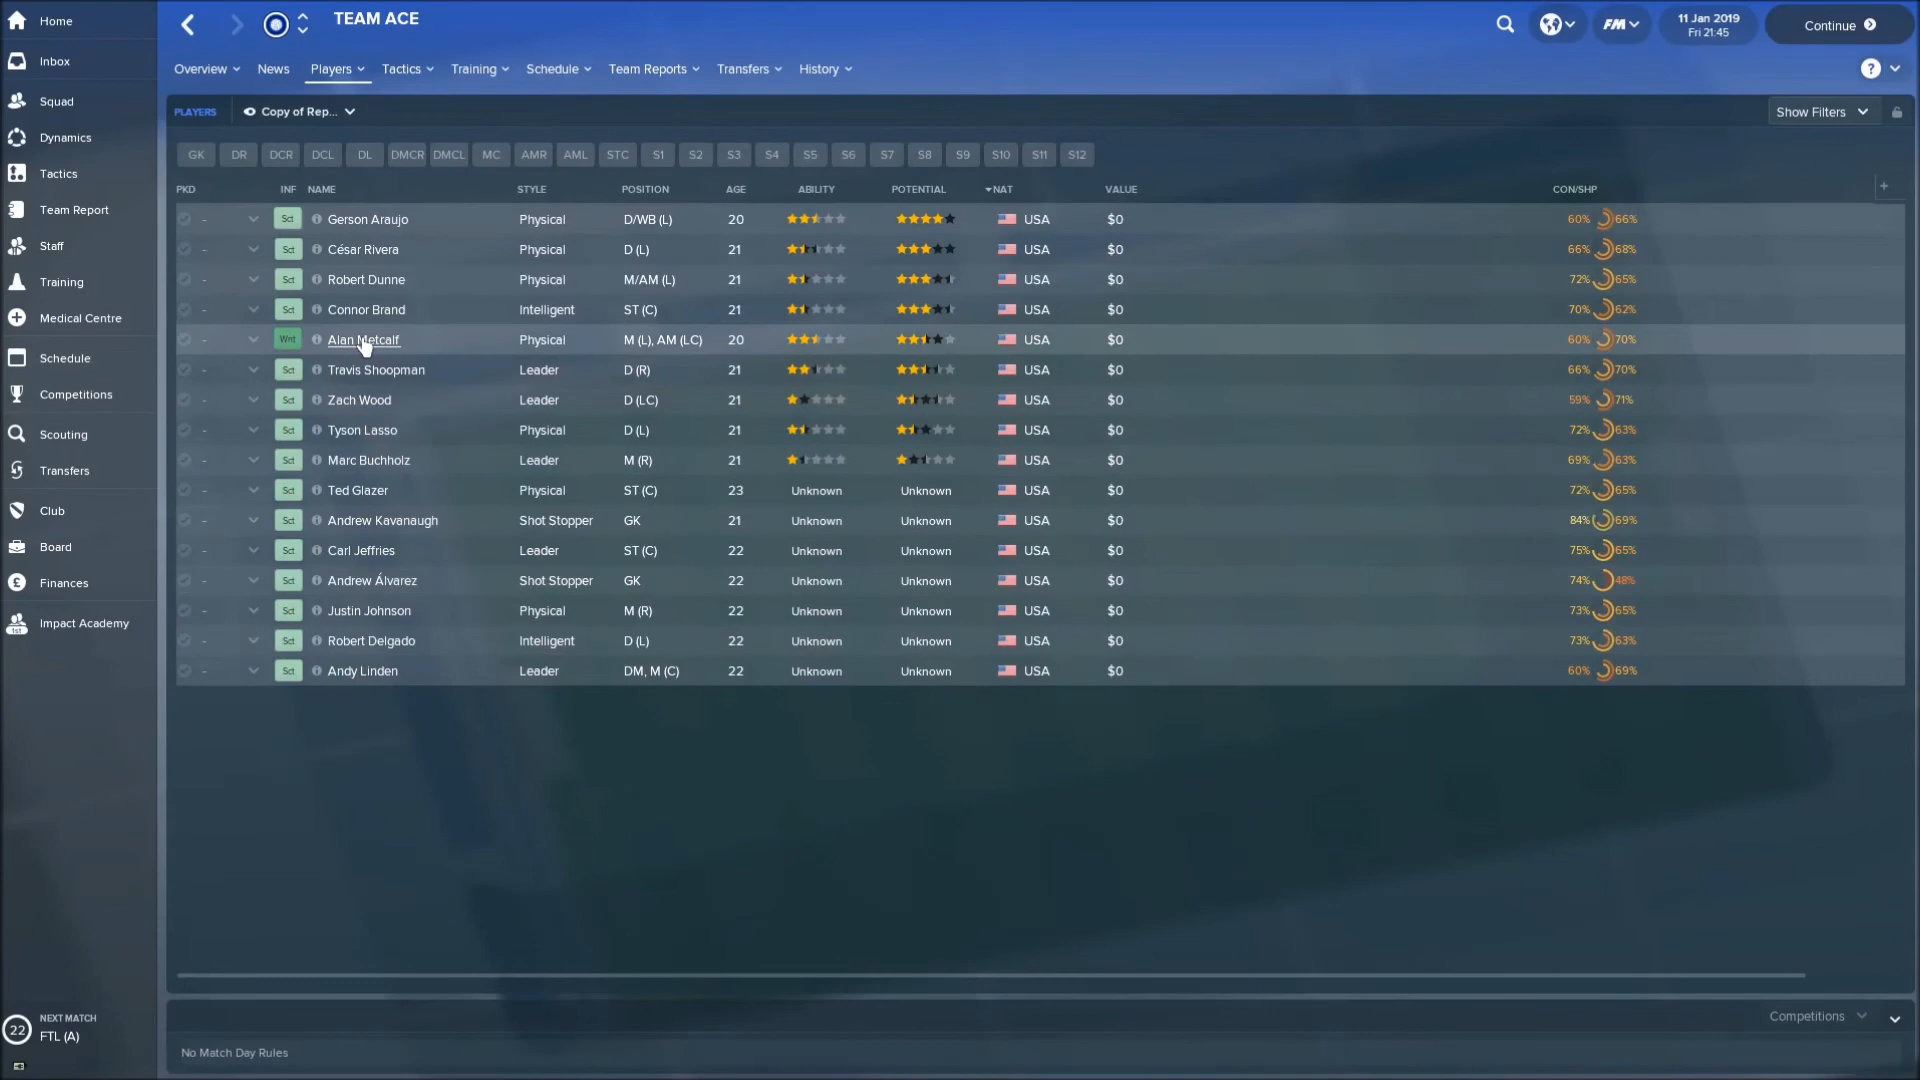 Home
TEAM ACE
FM
11 Jan 2019
Fri 21:45
Continue
Inbox
Squad
Dynamics
Tactics
Team Report
Staff
Training
Medical Centre
Schedule
Competitions
Scouting
Transfers
Club
Board
Finances
1st
Impact Academy
Overview News Players Tactics Training Schedule Team Reports Transfers History ?
PLAYERS Copy of Rep... Show Filters
GK DR DCR DCL DL DMCR DMCL MC AMR AML STC S1 S2 S3 S4 S5 S6 S7 S8 S9 S10 S11 S12
PKD INF NAME STYLE POSITION AGE ABILITY POTENTIAL NAT VALUE CON/SHP +
- Sct Gerson Araujo Physical D/WB (L) 20 USA $0 60% 66%
- Sct César Rivera Physical D (L) 21 USA $0 66% 68%
- Sct Robert Dunne Physical M/AM (L) 21 USA $0 72% 65%
- Sct Connor Brand Intelligent ST (C) 21 USA $0 70% 62%
- Wnt Alan Metcalf Physical M (L), AM (LC) 20 USA $0 60% 70%
- Sct Travis Shoopman Leader D (R) 21 USA $0 66% 70%
- Sct Zach Wood Leader D (LC) 21 USA $0 59% 71%
- Sct Tyson Lasso Physical D (L) 21 USA $0 72% 63%
- Sct Marc Buchholz Leader M (R) 21 USA $0 69% 63%
- Sct Ted Glazer Physical ST (C) 23 Unknown Unknown USA $0 72% 65%
- Sct Andrew Kavanaugh Shot Stopper GK 21 Unknown Unknown USA $0 84% 69%
- Sct Carl Jeffries Leader ST (C) 22 Unknown Unknown USA $0 75% 65%
- Sct Andrew Álvarez Shot Stopper GK 22 Unknown Unknown USA $0 74% 48%
- Sct Justin Johnson Physical M (R) 22 Unknown Unknown USA $0 73% 65%
- Sct Robert Delgado Intelligent D (L) 22 Unknown Unknown USA $0 73% 63%
- Sct Andy Linden Leader DM, M (C) 22 Unknown Unknown USA $0 60% 69%
22 NEXT MATCH
FTL (A)
Competitions
No Match Day Rules